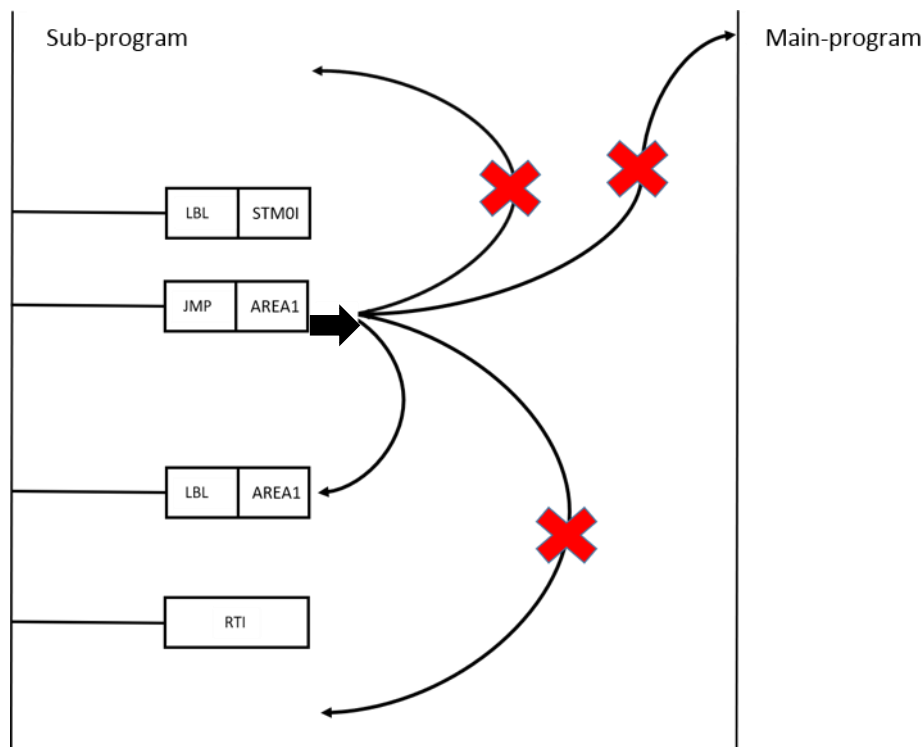 Sub-program
Main-program
LBL STM0I
JMP AREA1
LBL AREA1
RTI